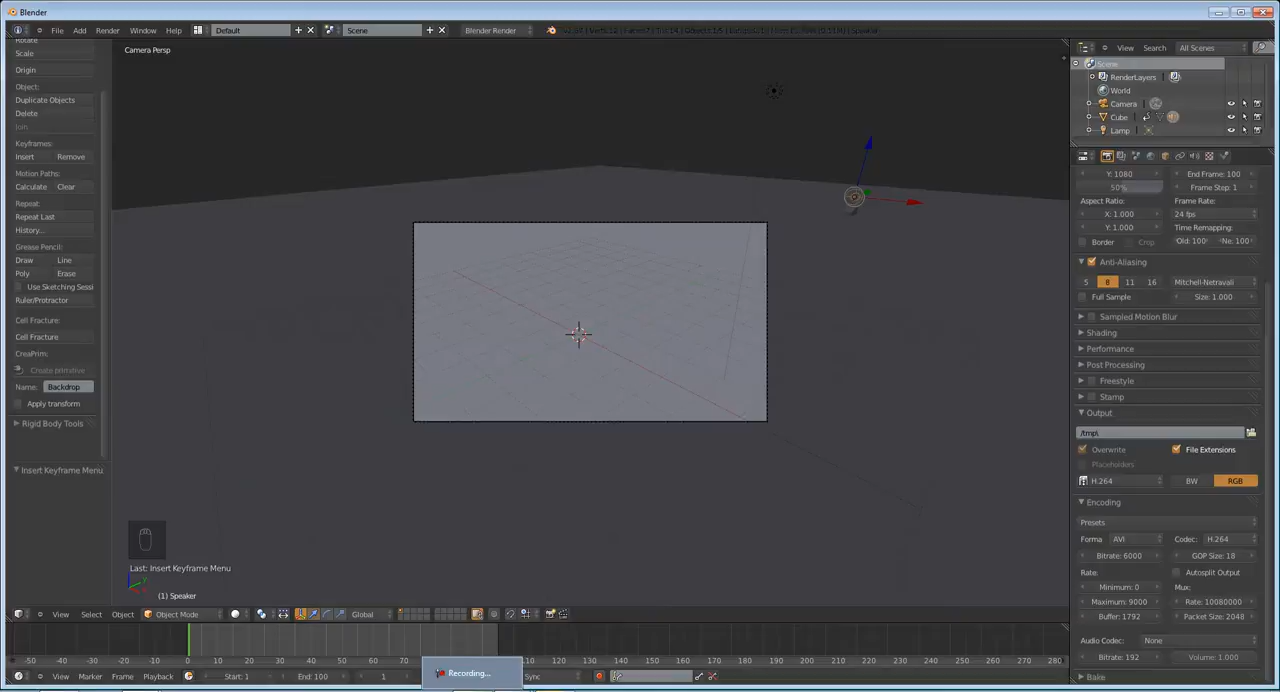 Blender
File Add Render Window Help Default Scene Blender Render
Camera Persp
View Search All Scenes
Rotate
Scale
Origin
Object:
Duplicate Objects
Delete
Join
Keyframes:
Insert Remove
Motion Paths:
Calculate Clear
Repeat:
Repeat Last
History...
Grease Pencil:
Draw Line
Poly Erase
Use Sketching Sessi
Ruler/Protractor
Cell Fracture:
Cell Fracture
CreaPrim:
Create primitive
Name: Backdrop
Apply transform
Rigid Body Tools
Insert Keyframe Menu
Last: Insert Keyframe Menu
(1) Speaker
Scene
RenderLayers
World
Camera
Cube
Lamp
Y: 1080 End Frame: 100
50% Frame Step: 1
Aspect Ratio: Frame Rate:
X: 1.000 24 fps
Y: 1.000 Time Remapping:
Border Crop Old: 100 Ne: 100
Anti-Aliasing
5 8 11 16 Mitchell-Netravali
Full Sample Size: 1.000
Sampled Motion Blur
Shading
Performance
Post Processing
Freestyle
Stamp
Output
/tmp\
Overwrite File Extensions
Placeholders
H.264 BW RGB
Encoding
Presets
Forma AVI Codec: H.264
Bitrate: 6000 GOP Size: 18
Rate: Autosplit Output
Minimum: 0 Mux:
Maximum: 9000 Rate: 10080000
Buffer: 1792 Packet Size: 2048
Audio Codec: None
Bitrate: 192 Volume: 1.000
Bake
View Select Object Object Mode Global
-50 -40 -30 -20 -10 0 10 20 30 40 50 60 70 110 120 130 140 150 160 170 180 190 200 210 220 230 240 250 260 270 280
View Marker Frame Playback Start: 1 End: 100 1 Sync
Recording...